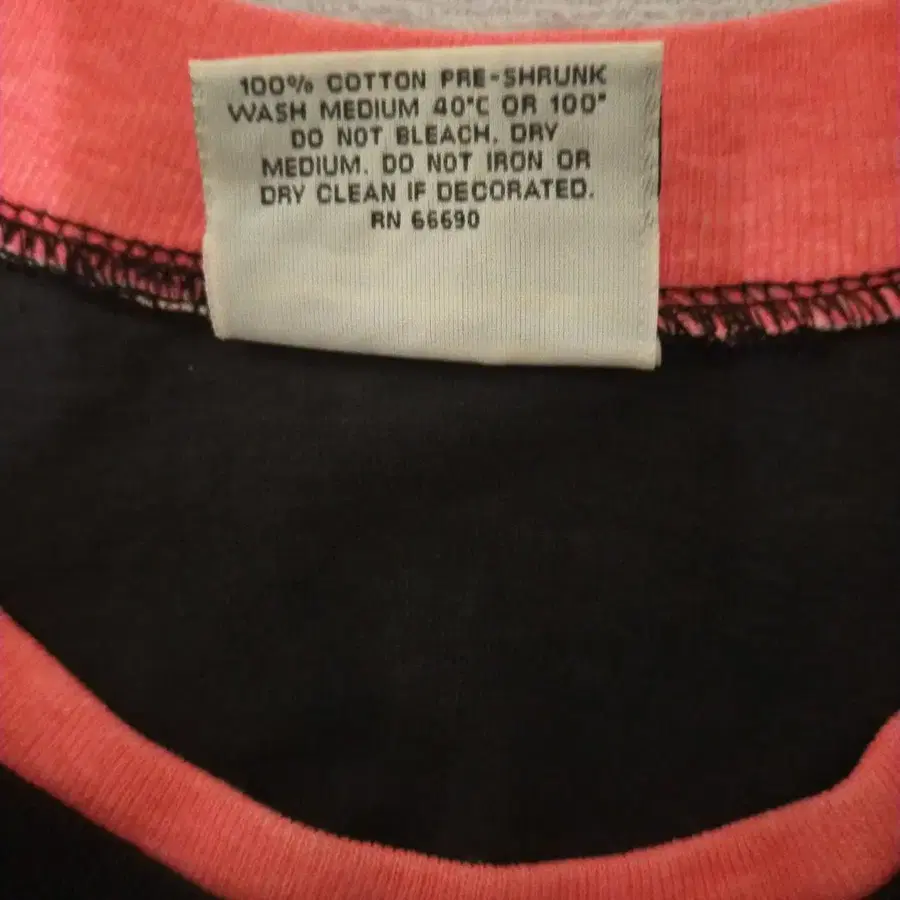 100% COTTON PRE-SHRUNK
WASH MEDIUM 40°C OR 100°
DO NOT BLEACH. DRY
MEDIUM. DO NOT IRON OR
DRY CLEAN IF DECORATED.
RN 66690